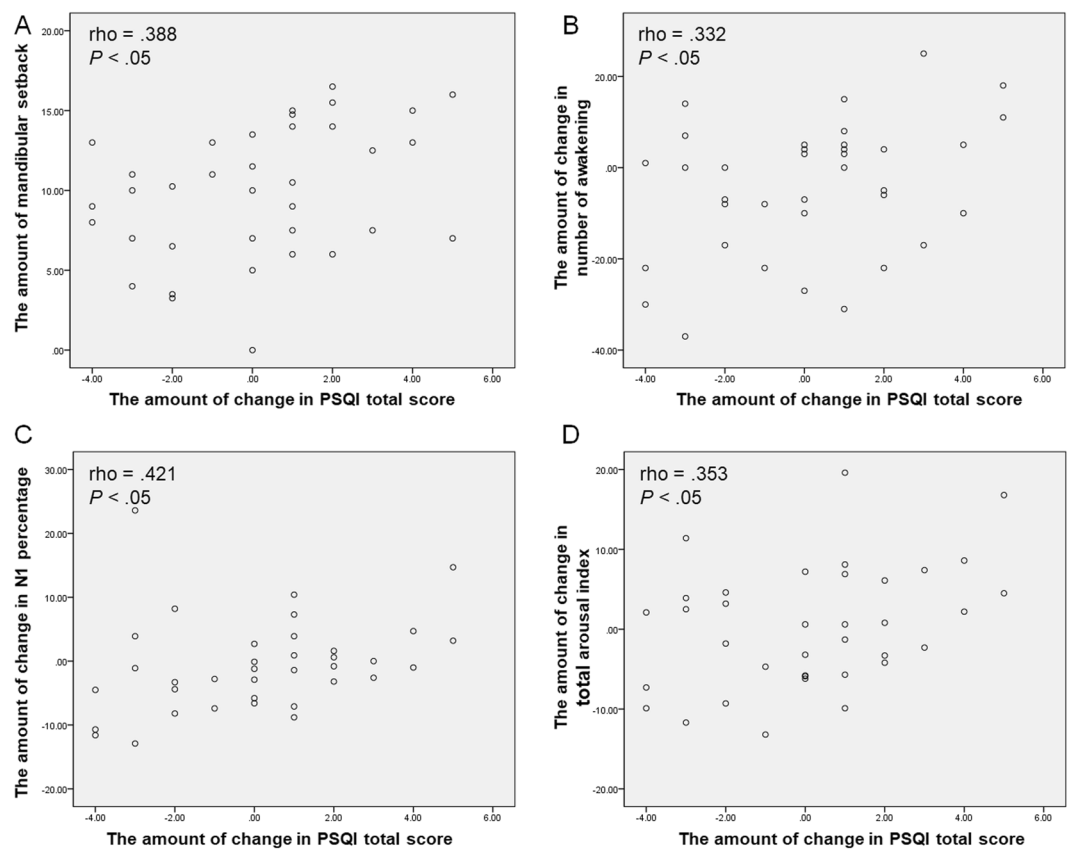 A
rho = .388
P < .05
The amount of mandibular setback
20.00
15.00
10.00
5.00
.00
-4.00 -2.00 .00 2.00 4.00 6.00
The amount of change in PSQI total score
B
rho = .332
P < .05
The amount of change in
number of awakening
20.00
.00
-20.00
-40.00
-4.00 -2.00 .00 2.00 4.00 6.00
The amount of change in PSQI total score
C
rho = .421
P < .05
The amount of change in N1 percentage
30.00
20.00
10.00
.00
-10.00
-20.00
-4.00 -2.00 .00 2.00 4.00 6.00
The amount of change in PSQI total score
D
rho = .353
P < .05
The amount of change in
total arousal index
20.00
10.00
.00
-10.00
-20.00
-4.00 -2.00 .00 2.00 4.00 6.00
The amount of change in PSQI total score